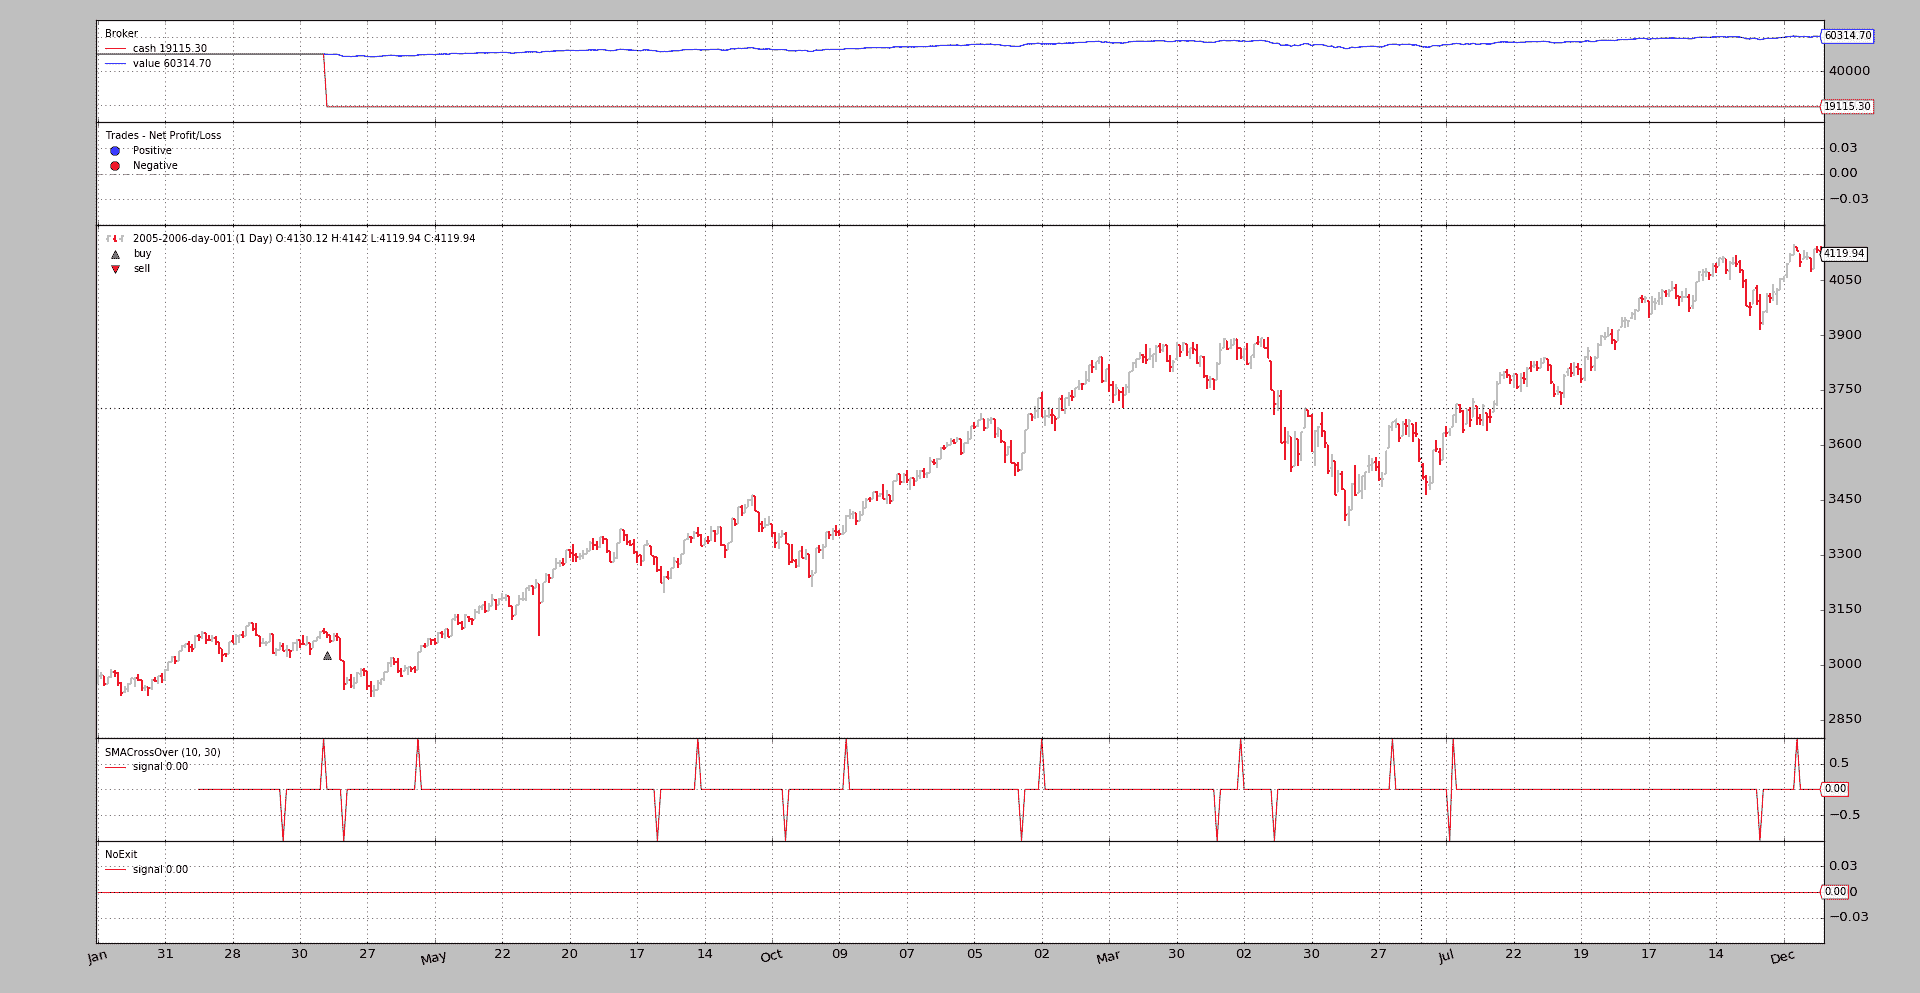 Broker
cash 19115.30
value 60314.70
60314.70
40000
19115.30
Trades - Net Profit/Loss
Positive
Negative
0.03
0.00
−0.03
2005-2006-day-001 (1 Day) O:4130.12 H:4142 L:4119.94 C:4119.94
buy
sell
4119.94
4050
3900
3750
3600
3450
3300
3150
3000
2850
SMACrossOver (10, 30)
signal 0.00
0.5
0.00
−0.5
NoExit
signal 0.00
0.03
0.00
−0.03
Jan 31 28 30 27 May 22 20 17 14 Oct 09 07 05 02 Mar 30 02 30 27 Jul 22 19 17 14 Dec